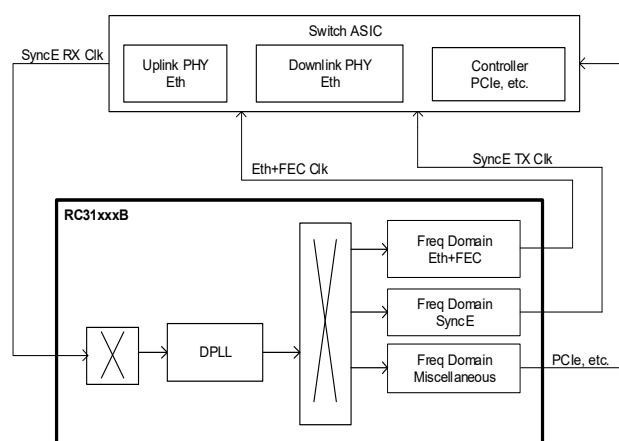 Switch ASIC
SyncE RX Clk
Uplink PHY
Eth
Downlink PHY
Eth
Controller
PCIe, etc.
SyncE TX Clk
Eth+FEC Clk
RC31xxxB
Freq Domain
Eth+FEC
Freq Domain
SyncE
DPLL
Freq Domain
Miscellaneous
PCIe, etc.